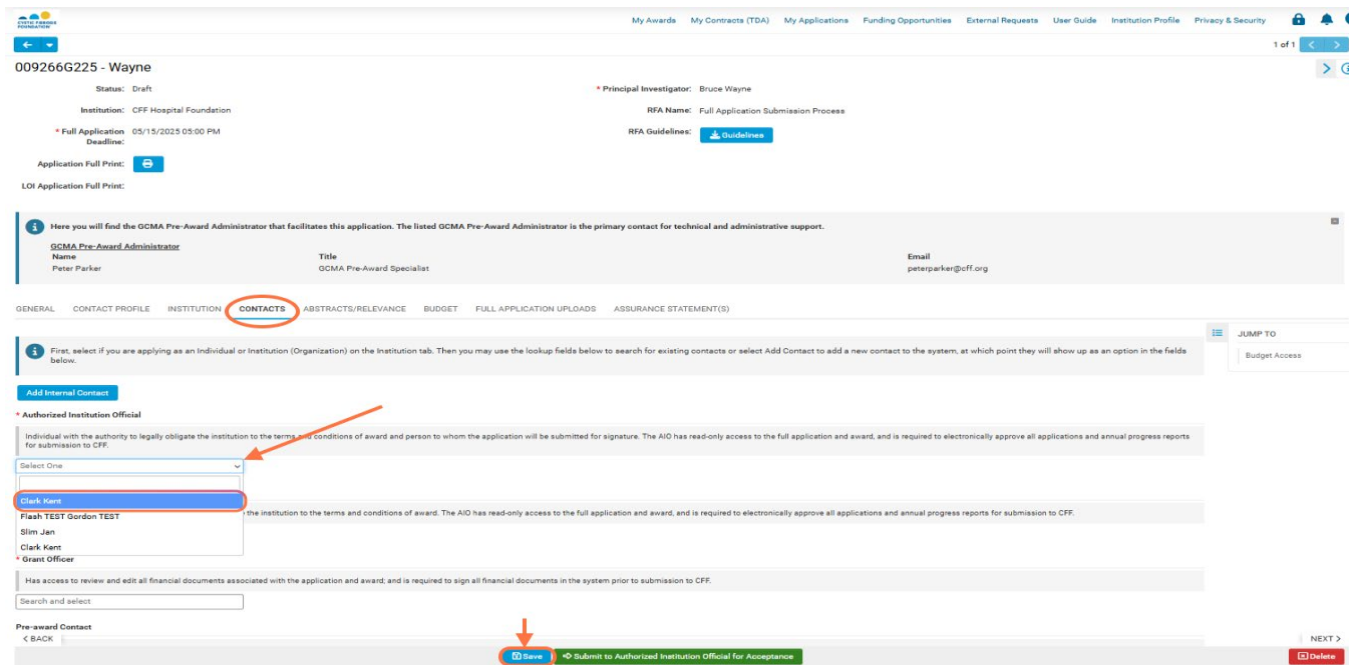 CYSTIC FIBROSIS
FOUNDATION
My Awards My Contracts (TDA) My Applications Funding Opportunities External Requests User Guide Institution Profile Privacy & Security
1 of 1
009266G225 - Wayne
Status: Draft
* Principal Investigator: Bruce Wayne
Institution: CFF Hospital Foundation
RFA Name: Full Application Submission Process
* Full Application Deadline: 05/15/2025 05:00 PM
RFA Guidelines: Guidelines
Application Full Print:
LOI Application Full Print:
Here you will find the GCMA Pre-Award Administrator that facilitates this application. The listed GCMA Pre-Award Administrator is the primary contact for technical and administrative support.
GCMA Pre-Award Administrator
Name Title Email
Peter Parker GCMA Pre-Award Specialist peterparker@cff.org
GENERAL CONTACT PROFILE INSTITUTION CONTACTS ABSTRACTS/RELEVANCE BUDGET FULL APPLICATION UPLOADS ASSURANCE STATEMENT(S)
JUMP TO
Budget Access
First, select if you are applying as an Individual or Institution (Organization) on the Institution tab. Then you may use the lookup fields below to search for existing contacts or select Add Contact to add a new contact to the system, at which point they will show up as an option in the fields
below.
Add Internal Contact
* Authorized Institution Official
Individual with the authority to legally obligate the institution to the terms and conditions of award and person to whom the application will be submitted for signature. The AIO has read-only access to the full application and award, and is required to electronically approve all applications and annual progress reports
for submission to CFF.
Select One
Clark Kent
Flash TEST Gordon TEST
the institution to the terms and conditions of award. The AIO has read-only access to the full application and award, and is required to electronically approve all applications and annual progress reports for submission to CFF.
Slim Jan
Clark Kent
* Grant Officer
Has access to review and edit all financial documents associated with the application and award; and is required to sign all financial documents in the system prior to submission to CFF.
Search and select
Pre-award Contact
< BACK
NEXT >
Save
Submit to Authorized Institution Official for Acceptance
Delete